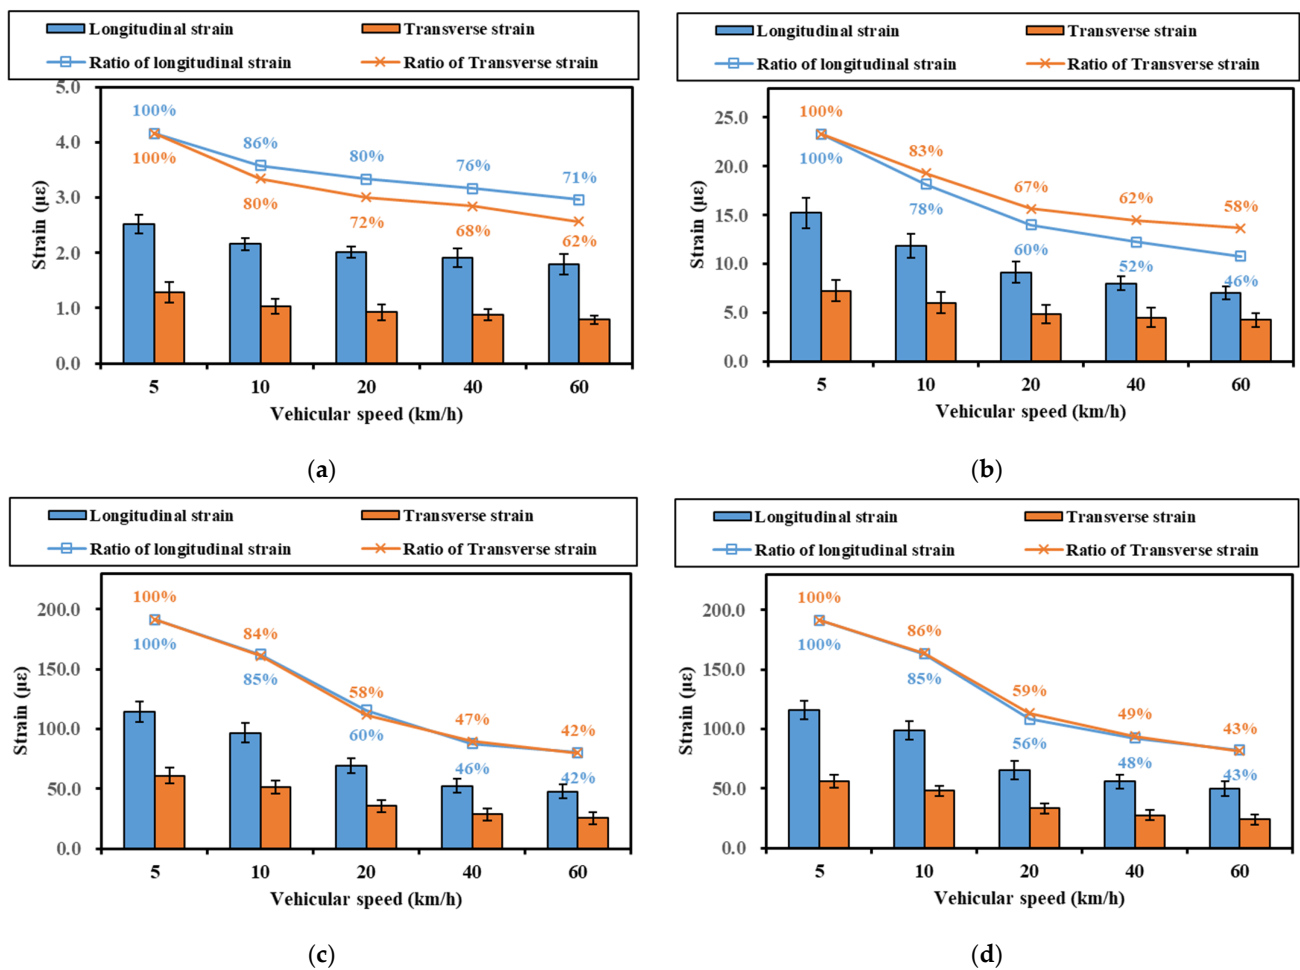 Longitudinal strain Transverse strain
Ratio of longitudinal strain Ratio of Transverse strain
5.0
4.0
3.0
2.0
1.0
0.0
Strain (με)
100% 86% 80% 76% 71%
100% 80% 72% 68% 62%
5 10 20 40 60
Vehicular speed (km/h)
(a)
Longitudinal strain Transverse strain
Ratio of longitudinal strain Ratio of Transverse strain
25.0
20.0
15.0
10.0
5.0
0.0
Strain (με)
100% 83% 67% 62% 58%
100% 78% 60% 52% 46%
5 10 20 40 60
Vehicular speed (km/h)
(b)
Longitudinal strain Transverse strain
Ratio of longitudinal strain Ratio of Transverse strain
200.0
150.0
100.0
50.0
0.0
Strain (με)
100% 84% 58% 47% 42%
100% 85% 60% 46% 42%
5 10 20 40 60
Vehicular speed (km/h)
(c)
Longitudinal strain Transverse strain
Ratio of longitudinal strain Ratio of Transverse strain
200.0
150.0
100.0
50.0
0.0
Strain (με)
100% 86% 59% 49% 43%
100% 85% 56% 48% 43%
5 10 20 40 60
Vehicular speed (km/h)
(d)